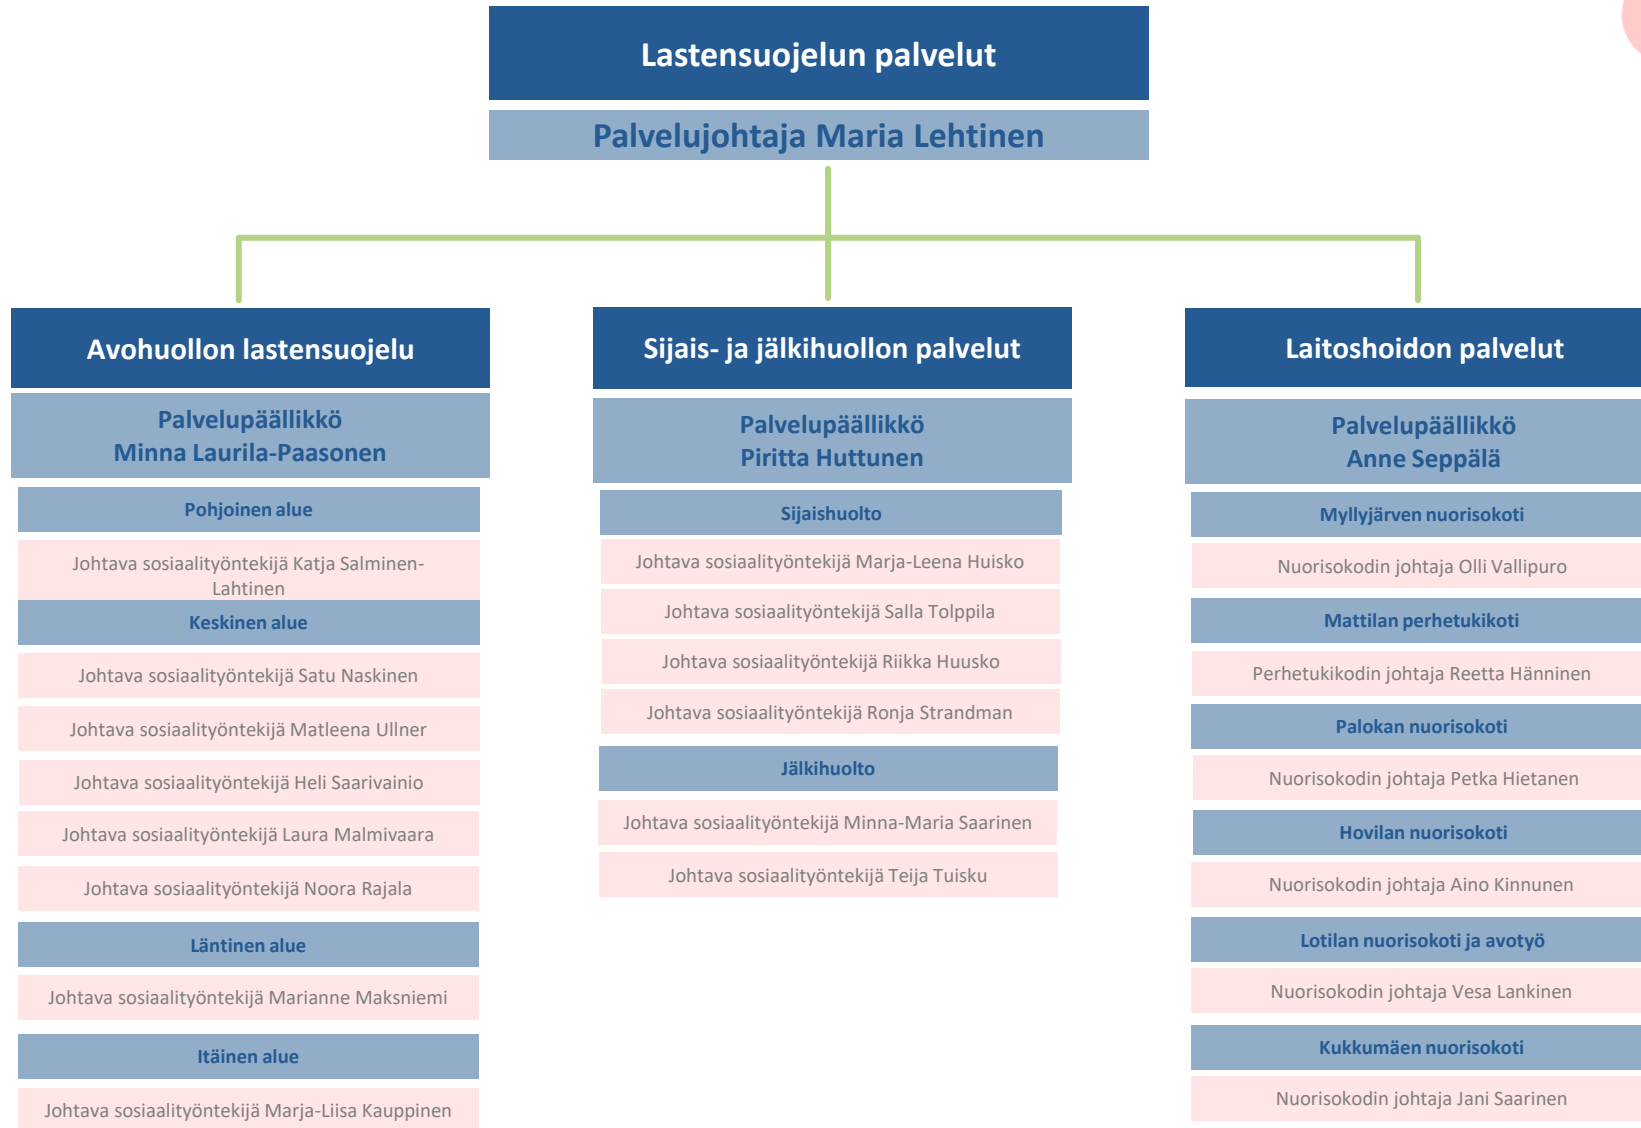 Lastensuojelun palvelut
Palvelujohtaja Maria Lehtinen
Avohuollon lastensuojelu
Palvelupäällikkö
Minna Laurila-Paasonen
Pohjoinen alue
Johtava sosiaalityöntekijä Katja Salminen-
Lahtinen
Keskinen alue
Johtava sosiaalityöntekijä Satu Naskinen
Johtava sosiaalityöntekijä Matleena Ullner
Johtava sosiaalityöntekijä Heli Saarivainio
Johtava sosiaalityöntekijä Laura Malmivaara
Johtava sosiaalityöntekijä Noora Rajala
Läntinen alue
Johtava sosiaalityöntekijä Marianne Maksniemi
Itäinen alue
Johtava sosiaalityöntekijä Marja-Liisa Kauppinen
Sijais- ja jälkihuollon palvelut
Palvelupäällikkö
Piritta Huttunen
Sijaishuolto
Johtava sosiaalityöntekijä Marja-Leena Huisko
Johtava sosiaalityöntekijä Salla Tolppila
Johtava sosiaalityöntekijä Riikka Huusko
Johtava sosiaalityöntekijä Ronja Strandman
Jälkihuolto
Johtava sosiaalityöntekijä Minna-Maria Saarinen
Johtava sosiaalityöntekijä Teija Tuisku
Laitoshoidon palvelut
Palvelupäällikkö
Anne Seppälä
Myllyjärven nuorisokoti
Nuorisokodin johtaja Olli Vallipuro
Mattilan perhetukikoti
Perhetukikodin johtaja Reetta Hänninen
Palokan nuorisokoti
Nuorisokodin johtaja Petka Hietanen
Hovilan nuorisokoti
Nuorisokodin johtaja Aino Kinnunen
Lotilan nuorisokoti ja avotyö
Nuorisokodin johtaja Vesa Lankinen
Kukkumäen nuorisokoti
Nuorisokodin johtaja Jani Saarinen